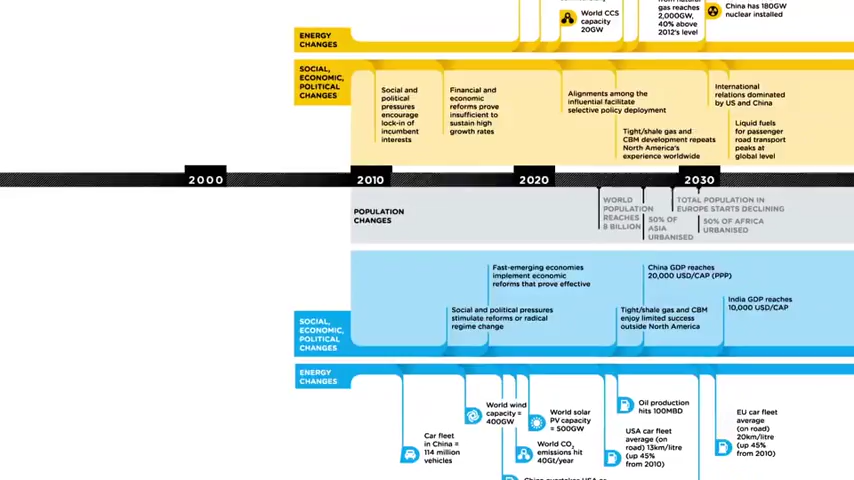 gas reaches
2,000GW,
40% above
2012's level
China has 180GW
nuclear installed
World CCS
capacity
20GW
ENERGY
CHANGES
SOCIAL,
ECONOMIC,
POLITICAL
CHANGES
Social and
political
pressures
encourage
lock-in of
incumbent
interests
Financial and
economic
reforms prove
insufficient to
sustain high
growth rates
Alignments among the
influential facilitate
selective policy deployment
Tight/shale gas and
CBM development repeats
North America's
experience worldwide
International
relations dominated
by US and China
Liquid fuels
for passenger
road transport
peaks at
global level
2000
2010
2020
2030
POPULATION
CHANGES
WORLD
POPULATION
REACHES
8 BILLION
50% OF
ASIA
URBANISED
TOTAL POPULATION IN
EUROPE STARTS DECLINING
50% OF AFRICA
URBANISED
Fast-emerging economies
implement economic
reforms that prove effective
China GDP reaches
20,000 USD/CAP (PPP)
India GDP reaches
10,000 USD/CAP
Social and political pressures
stimulate reforms or radical
regime change
Tight/shale gas and CBM
enjoy limited success
outside North America
SOCIAL,
ECONOMIC,
POLITICAL
CHANGES
ENERGY
CHANGES
Car fleet
in China =
114 million
vehicles
World wind
capacity =
400GW
World solar
PV capacity
= 500GW
World CO₂
emissions hit
40Gt/year
Oil production
hits 100MBD
USA car fleet
average (on
road) 13km/litre
(up 45%
from 2010)
EU car fleet
average
(on road)
20km/litre
(up 45%
from 2010)